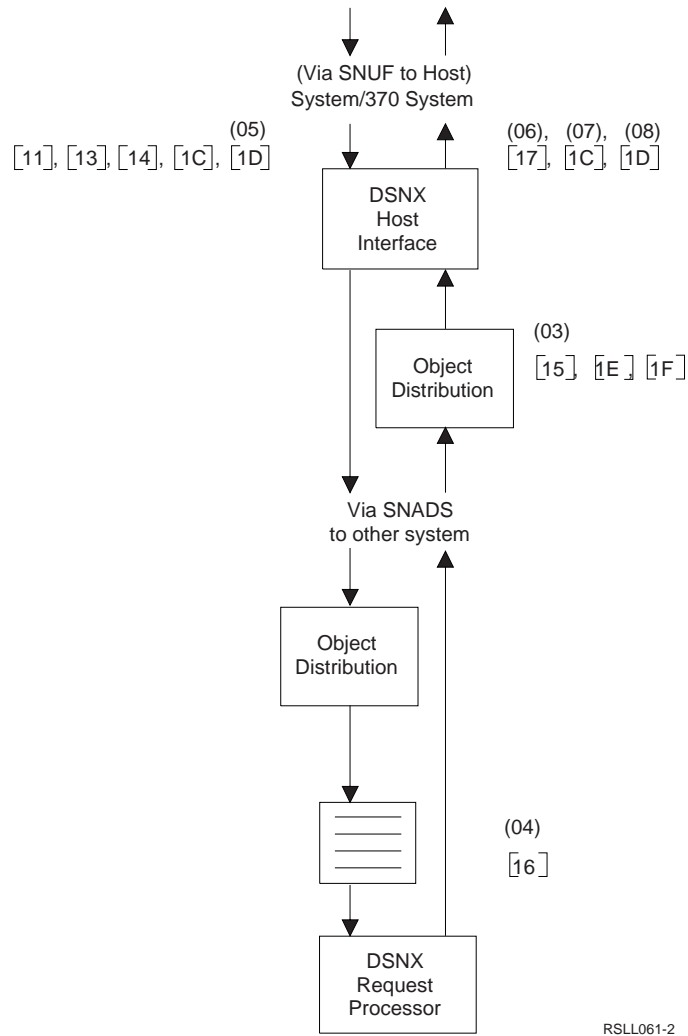 (Via SNUF to Host)
System/370 System
(05)
[11], [13], [14], [1C], [1D]
(06), (07), (08)
[17], [1C], [1D]
DSNX
Host
Interface
(03)
[15], [1E], [1F]
Object
Distribution
Via SNADS
to other system
Object
Distribution
(04)
[16]
DSNX
Request
Processor
RSLL061-2